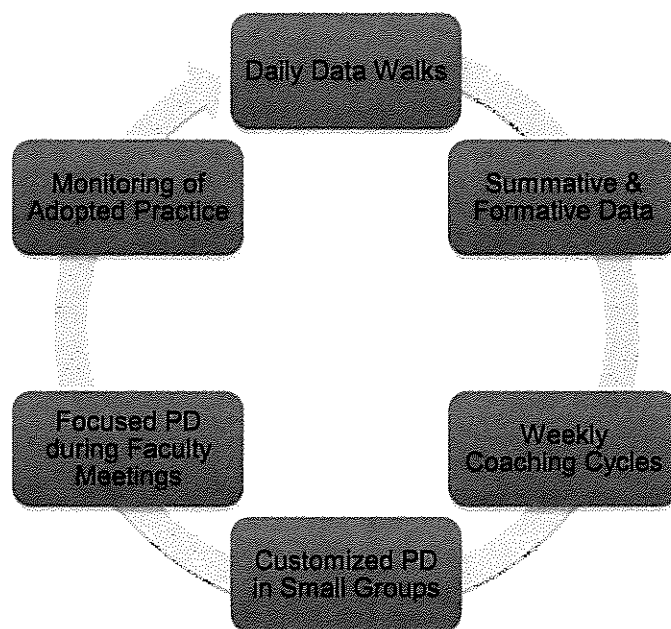 Daily Data Walks
Summative &
Formative Data
Weekly
Coaching Cycles
Customized PD
in Small Groups
Focused PD
during Faculty
Meetings
Monitoring of
Adopted Practice